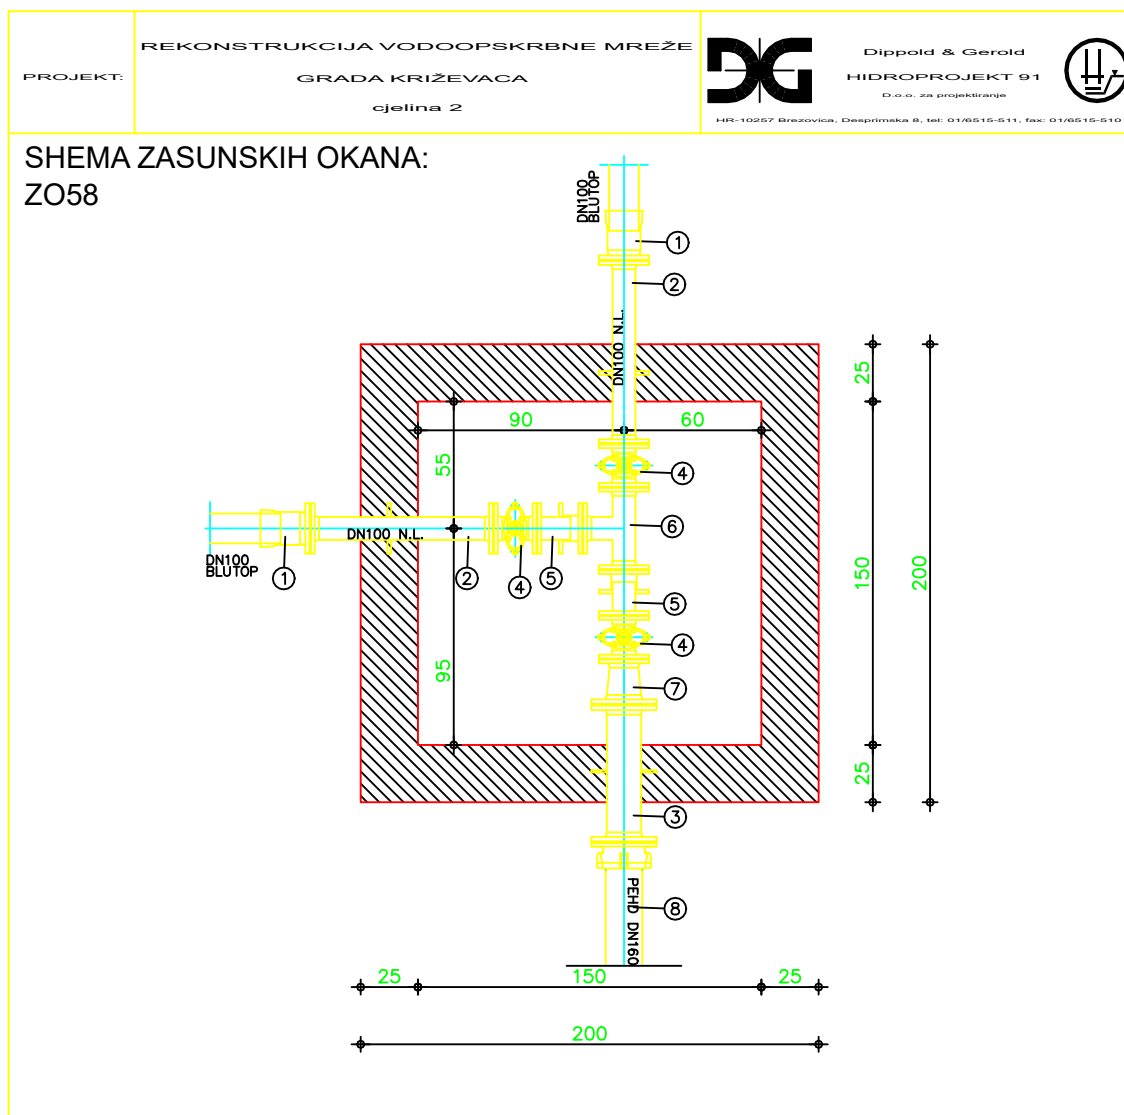 PROJEKT:
REKONSTRUKCIJA VODOOPSKRBNE MREŽE
GRADA KRIŽEVACA
cjelina 2
DG
Dippold & Gerold
HIDROPROJEKT 91
D.o.o. za projektiranje
HR-10257 Brezovica, Desprimska 8, tel: 01/6515-511, fax: 01/6515-510
SHEMA ZASUNSKIH OKANA:
ZO58
DN100
BLUTOP
1
2
DN100 N.L.
25
90
60
55
4
6
DN100 N.L.
DN100
BLUTOP
1
2
4
5
5
150
200
4
95
7
25
3
PEHD DN160
8
25
150
25
200